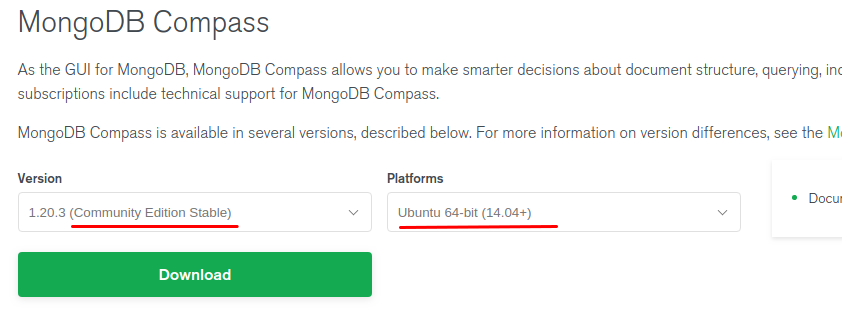 MongoDB Compass
As the GUI for MongoDB, MongoDB Compass allows you to make smarter decisions about document structure, querying,
subscriptions include technical support for MongoDB Compass.
MongoDB Compass is available in several versions, described below. For more information on version differences, see the
Version
Platforms
1.20.3 (Community Edition Stable)
Ubuntu 64-bit (14.04+)
Download